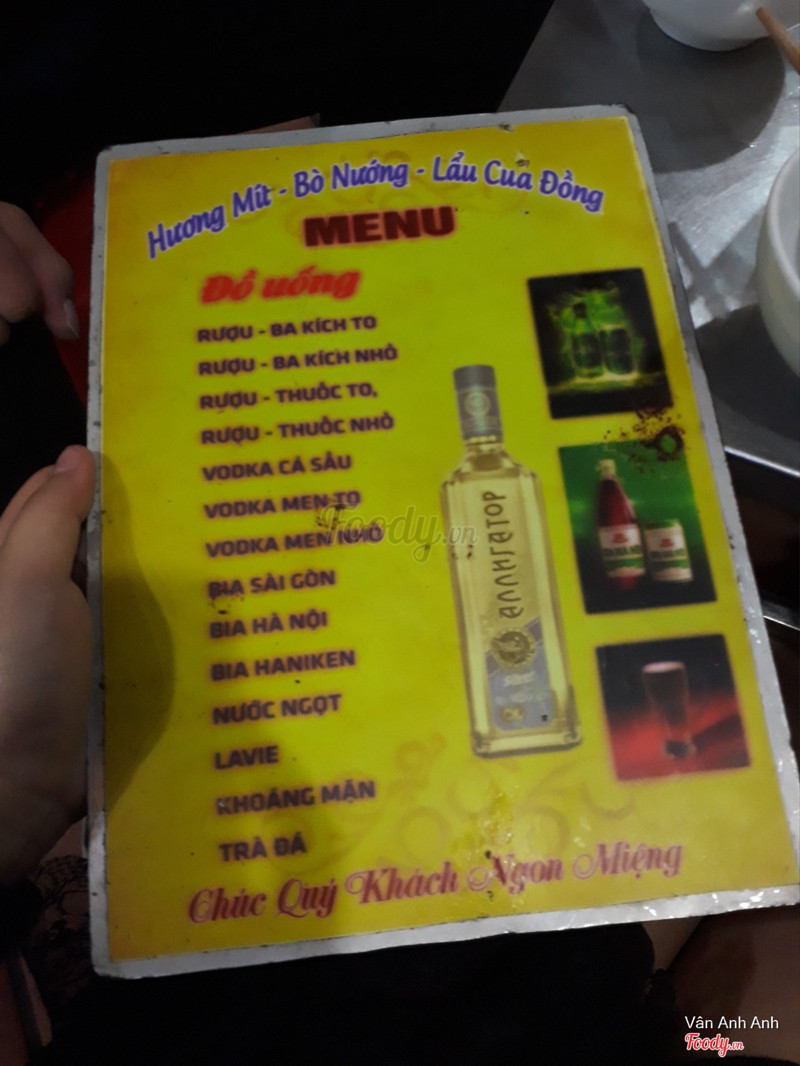 Hương Mít - Bò Nướng - Lẩu Cua Đồng
MENU
Đồ uống
RƯỢU - BA KÍCH TO
RƯỢU - BA KÍCH NHỎ
RƯỢU - THUỐC TO,
RƯỢU - THUỐC NHỎ
VODKA CÁ SẤU
VODKA MEN TO
VODKA MEN NHỎ
BIA SÀI GÒN
BIA HÀ NỘI
BIA HANIKEN
NƯỚC NGỌT
LAVIE
KHOÁNG MẶN
TRÀ ĐÁ
Chúc Quý Khách Ngon Miệng
АЛЛИГАТОР
Foody.vn
Vân Anh Anh
Foody.vn